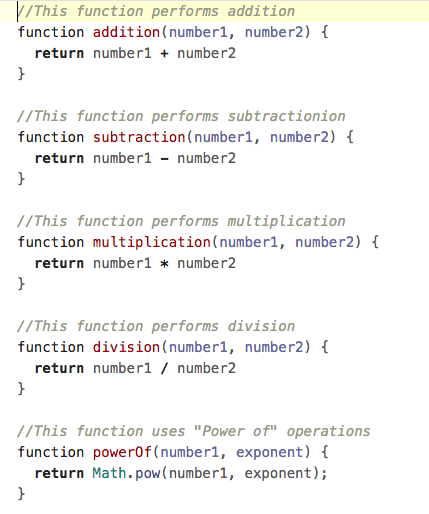 //This function performs addition
function addition(number1, number2) {
  return number1 + number2
}

//This function performs subtractionion
function subtraction(number1, number2) {
  return number1 - number2
}

//This function performs multiplication
function multiplication(number1, number2) {
  return number1 * number2
}

//This function performs division
function division(number1, number2) {
  return number1 / number2
}

//This function uses "Power of" operations
function powerOf(number1, exponent) {
  return Math.pow(number1, exponent);
}